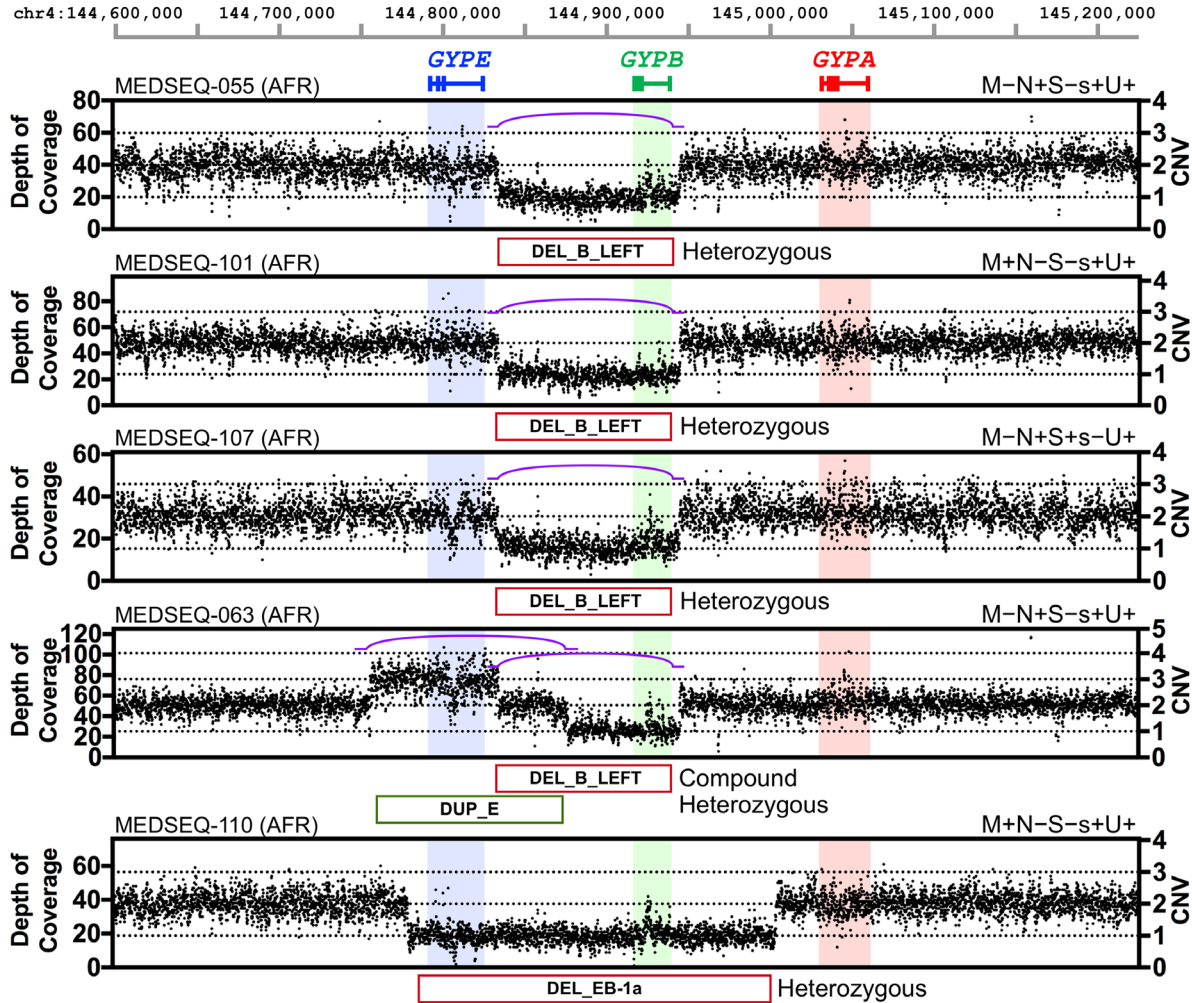 chr4:144,600,000 144,700,000 144,800,000 144,900,000 145,000,000 145,100,000 145,200,000
GYPE GYPB GYPA
MEDSEQ-055 (AFR) M−N+S−s+U+
Depth of Coverage
80
60
40
20
0
4
3
2
1
0
CNV
DEL_B_LEFT Heterozygous
MEDSEQ-101 (AFR) M+N−S−s+U+
Depth of Coverage
80
60
40
20
0
4
3
2
1
0
CNV
DEL_B_LEFT Heterozygous
MEDSEQ-107 (AFR) M−N+S+s−U+
Depth of Coverage
60
40
20
0
4
3
2
1
0
CNV
DEL_B_LEFT Heterozygous
MEDSEQ-063 (AFR) M−N+S−s+U+
Depth of Coverage
120
100
80
60
40
20
0
5
4
3
2
1
0
CNV
DEL_B_LEFT Compound
DUP_E Heterozygous
MEDSEQ-110 (AFR) M+N−S−s+U+
Depth of Coverage
60
40
20
0
4
3
2
1
0
CNV
DEL_EB-1a Heterozygous